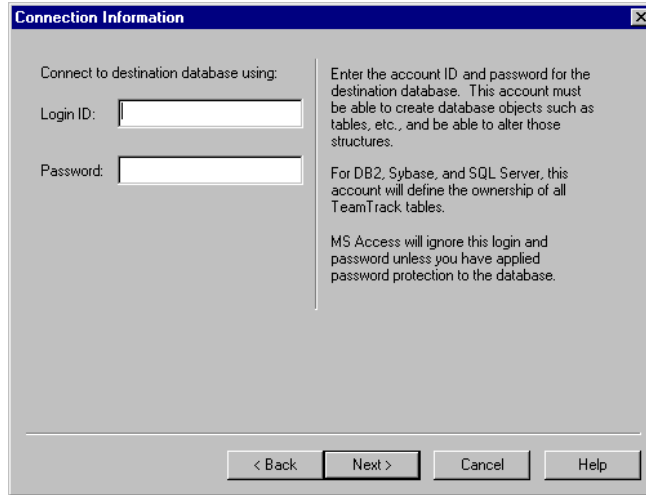 Connection Information
Connect to destination database using:
Login ID:
Password:
Enter the account ID and password for the
destination database. This account must
be able to create database objects such as
tables, etc., and be able to alter those
structures.
For DB2, Sybase, and SQL Server, this
account will define the ownership of all
TeamTrack tables.
MS Access will ignore this login and
password unless you have applied
password protection to the database.
< Back
Next >
Cancel
Help